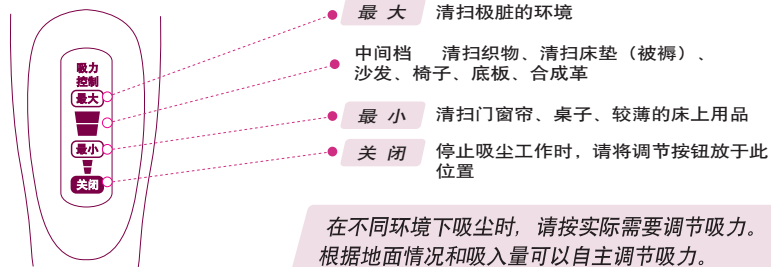 吸力
控制
最大
最小
关闭
最 大 清扫极脏的环境
中间档 清扫织物、清扫床垫（被褥）、
沙发、椅子、底板、合成革
最 小 清扫门窗帘、桌子、较薄的床上用品
关 闭 停止吸尘工作时，请将调节按钮放于此
位置
在不同环境下吸尘时，请按实际需要调节吸力。
根据地面情况和吸入量可以自主调节吸力。